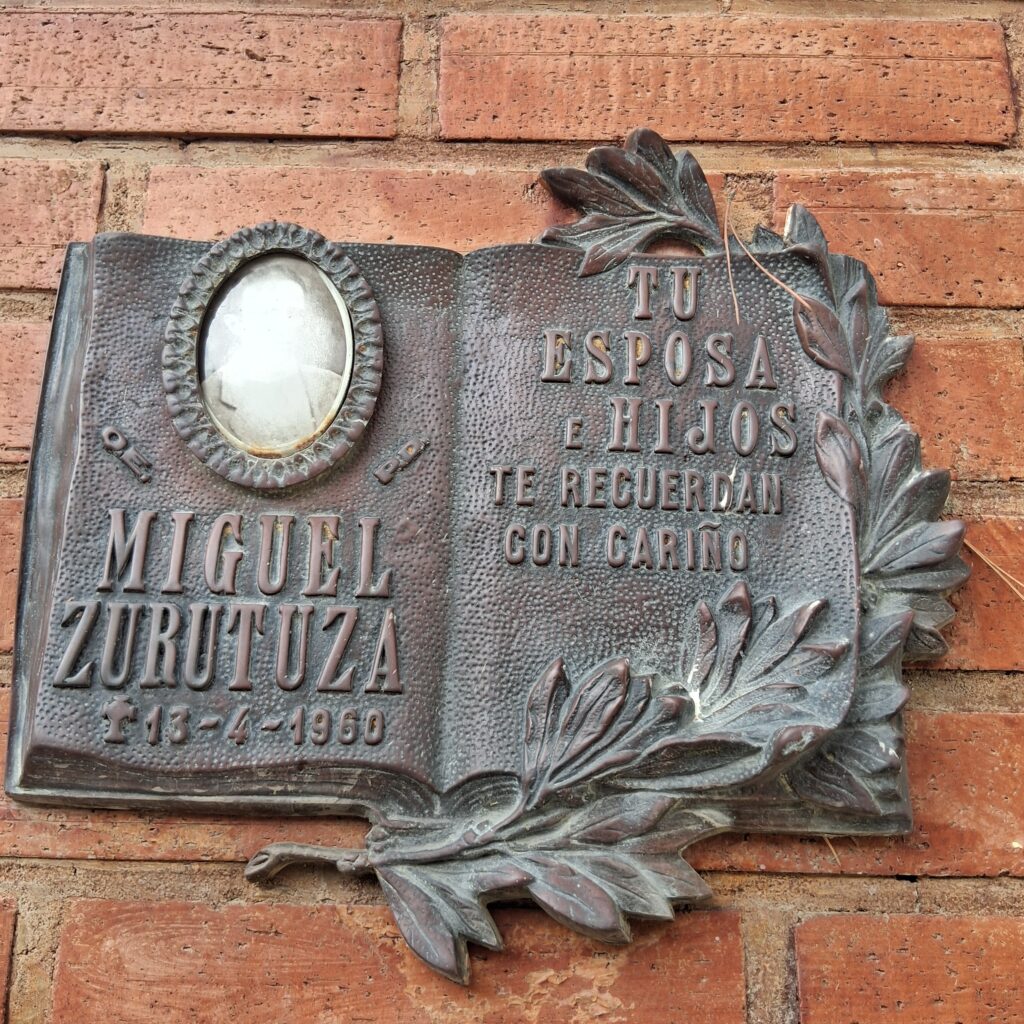 Q.E.P.D.
MIGUEL
ZURUTUZA
✝13-4-1960
TU
ESPOSA
E HIJOS
TE RECUERDAN
CON CARIÑO